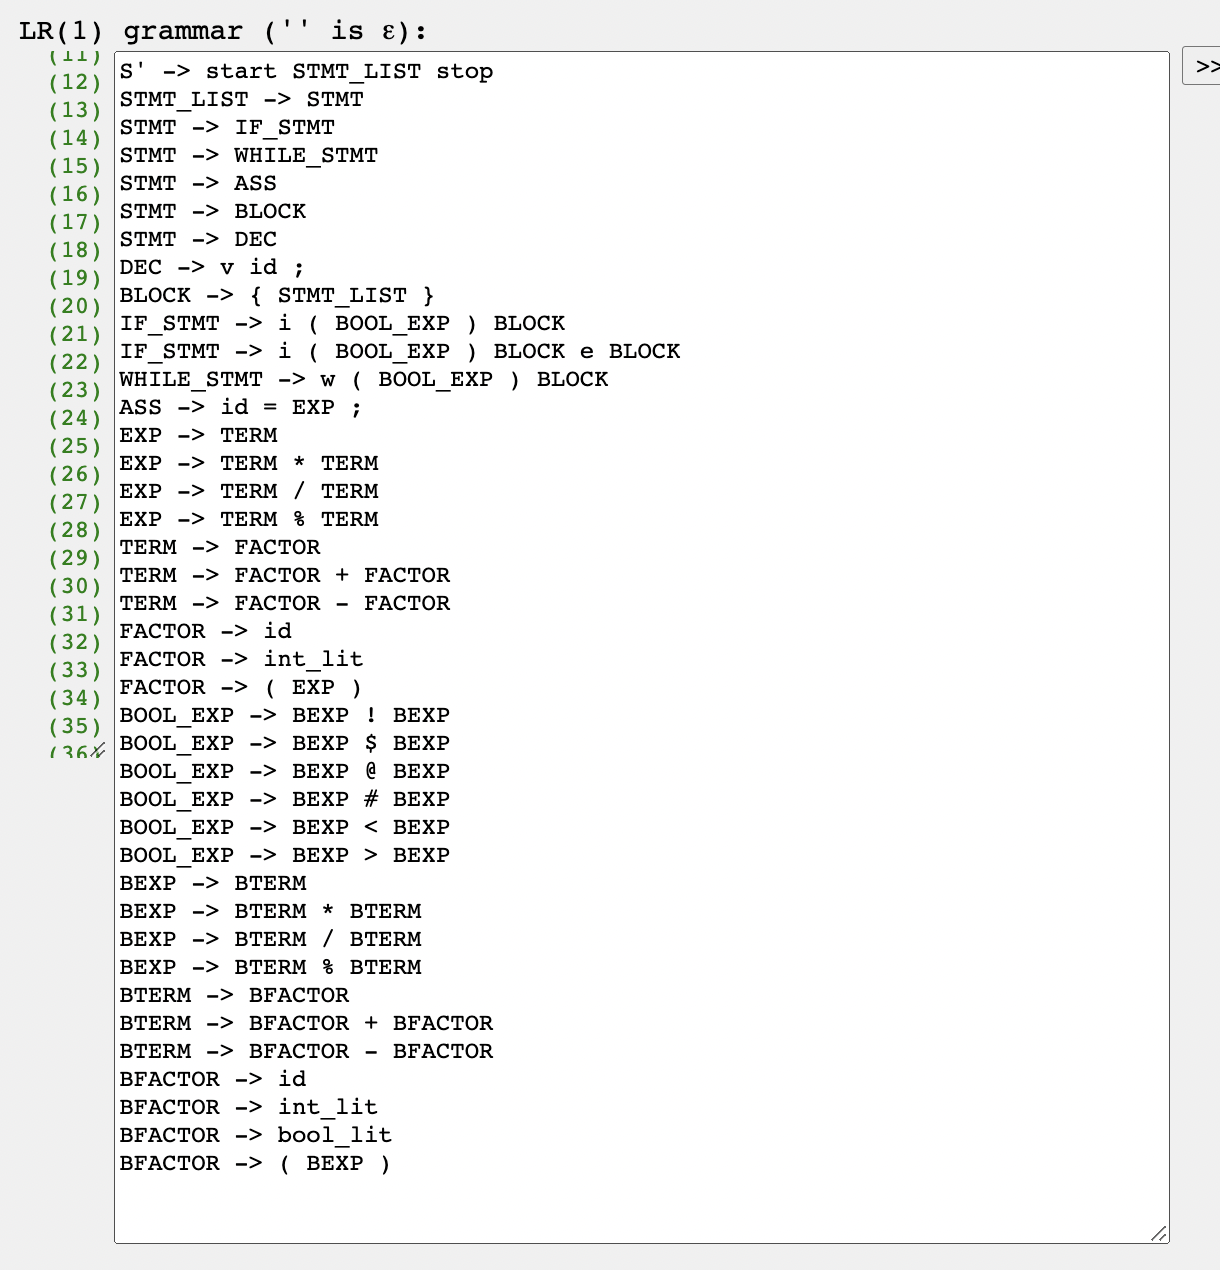 LR(1) grammar ('' is ε):
(11)
(12)
(13)
(14)
(15)
(16)
(17)
(18)
(19)
(20)
(21)
(22)
(23)
(24)
(25)
(26)
(27)
(28)
(29)
(30)
(31)
(32)
(33)
(34)
(35)
(36)
S' -> start STMT_LIST stop
STMT_LIST -> STMT
STMT -> IF_STMT
STMT -> WHILE_STMT
STMT -> ASS
STMT -> BLOCK
STMT -> DEC
DEC -> v id ;
BLOCK -> { STMT_LIST }
IF_STMT -> i ( BOOL_EXP ) BLOCK
IF_STMT -> i ( BOOL_EXP ) BLOCK e BLOCK
WHILE_STMT -> w ( BOOL_EXP ) BLOCK
ASS -> id = EXP ;
EXP -> TERM
EXP -> TERM * TERM
EXP -> TERM / TERM
EXP -> TERM % TERM
TERM -> FACTOR
TERM -> FACTOR + FACTOR
TERM -> FACTOR - FACTOR
FACTOR -> id
FACTOR -> int_lit
FACTOR -> ( EXP )
BOOL_EXP -> BEXP ! BEXP
BOOL_EXP -> BEXP $ BEXP
BOOL_EXP -> BEXP @ BEXP
BOOL_EXP -> BEXP # BEXP
BOOL_EXP -> BEXP < BEXP
BOOL_EXP -> BEXP > BEXP
BEXP -> BTERM
BEXP -> BTERM * BTERM
BEXP -> BTERM / BTERM
BEXP -> BTERM % BTERM
BTERM -> BFACTOR
BTERM -> BFACTOR + BFACTOR
BTERM -> BFACTOR - BFACTOR
BFACTOR -> id
BFACTOR -> int_lit
BFACTOR -> bool_lit
BFACTOR -> ( BEXP )
>>